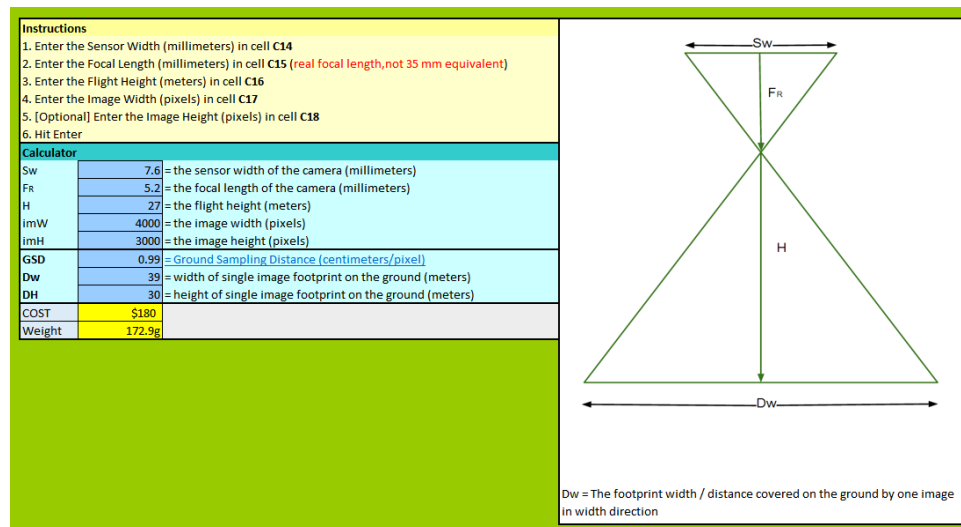 Instructions
1. Enter the Sensor Width (millimeters) in cell C14
2. Enter the Focal Length (millimeters) in cell C15 (real focal length,not 35 mm equivalent)
3. Enter the Flight Height (meters) in cell C16
4. Enter the Image Width (pixels) in cell C17
5. [Optional] Enter the Image Height (pixels) in cell C18
6. Hit Enter
Calculator
Sw 7.6 = the sensor width of the camera (millimeters)
FR 5.2 = the focal length of the camera (millimeters)
H 27 = the flight height (meters)
imW 4000 = the image width (pixels)
imH 3000 = the image height (pixels)
GSD 0.99 = Ground Sampling Distance (centimeters/pixel)
Dw 39 = width of single image footprint on the ground (meters)
DH 30 = height of single image footprint on the ground (meters)
COST $180
Weight 172.9g
Sw
FR
H
Dw
Dw = The footprint width / distance covered on the ground by one image
in width direction